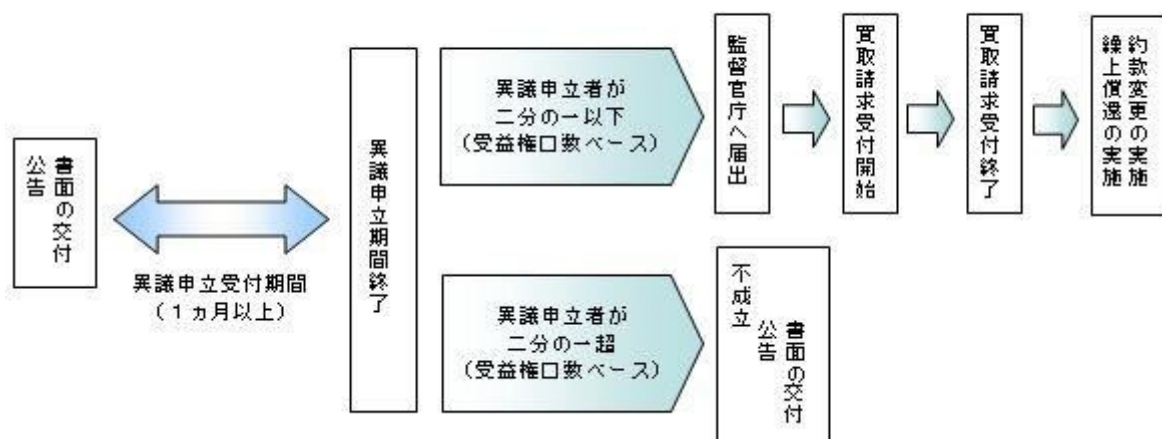 公告
書面の交付
異議申立受付期間
(1ヵ月以上)
異議申立期間終了
異議申立者が
二分の一以下
(受益権口数ベース)
監督官庁へ届出
買取請求受付開始
買取請求受付終了
約款変更の実施
繰上償還の実施
異議申立者が
二分の一超
(受益権口数ベース)
不成立
公告
書面の交付